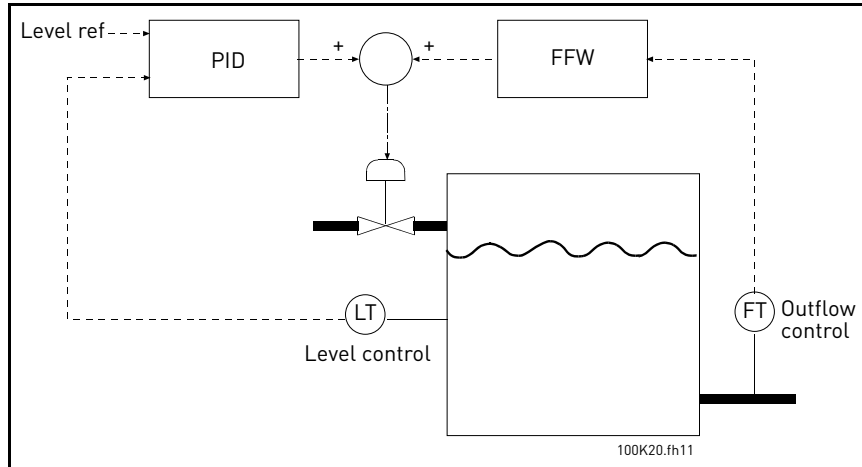 Level ref
PID
+
+
FFW
LT
Level control
FT
Outflow
control
100K20.fh11